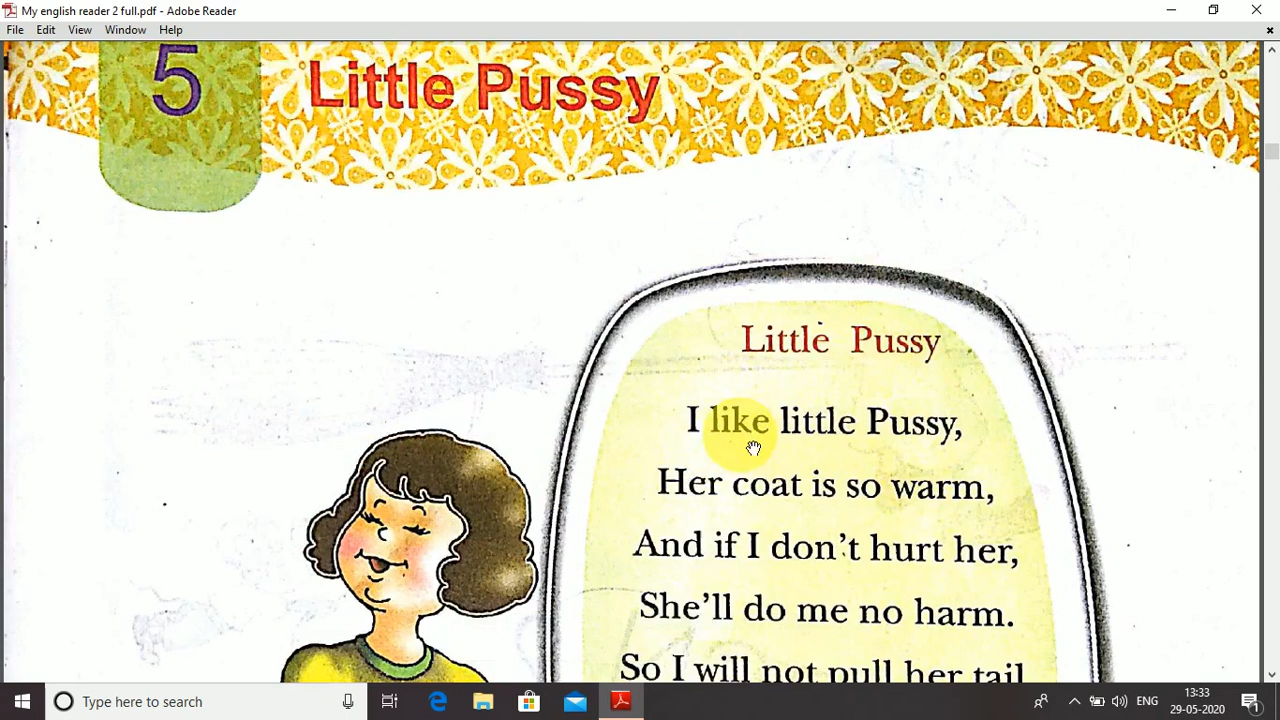 My english reader 2 full.pdf - Adobe Reader
File Edit View Window Help
5 Little Pussy
Little Pussy
I like little Pussy,
Her coat is so warm,
And if I don't hurt her,
She'll do me no harm.
So I will not pull her tail
Type here to search
ENG
13:33
29-05-2020
1